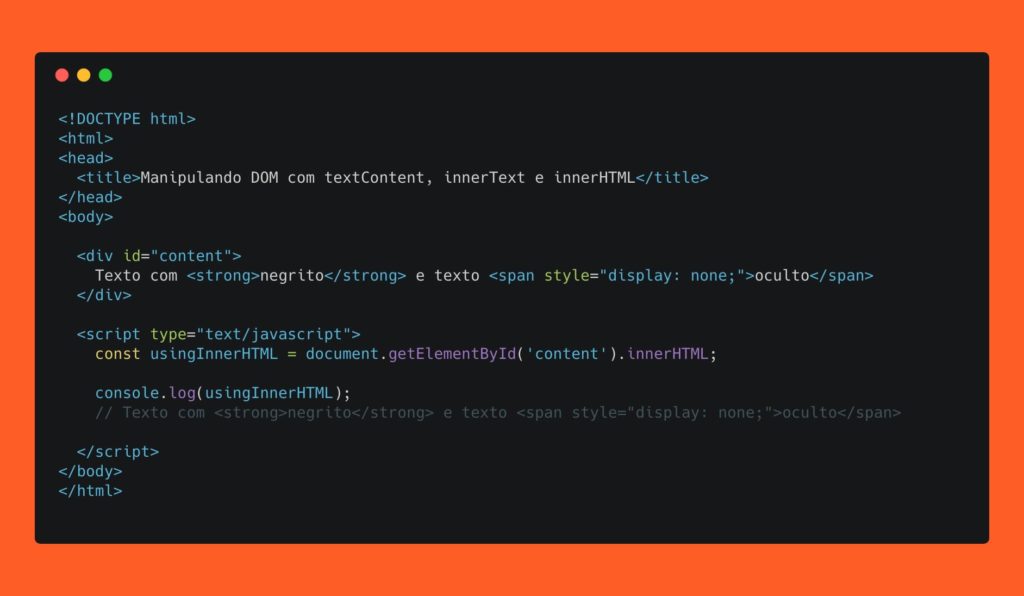 <!DOCTYPE html>
<html>
<head>
  <title>Manipulando DOM com textContent, innerText e innerHTML</title>
</head>
<body>

  <div id="content">
    Texto com <strong>negrito</strong> e texto <span style="display: none;">oculto</span>
  </div>

  <script type="text/javascript">
    const usingInnerHTML = document.getElementById('content').innerHTML;

    console.log(usingInnerHTML);
    // Texto com <strong>negrito</strong> e texto <span style="display: none;">oculto</span>

  </script>
</body>
</html>